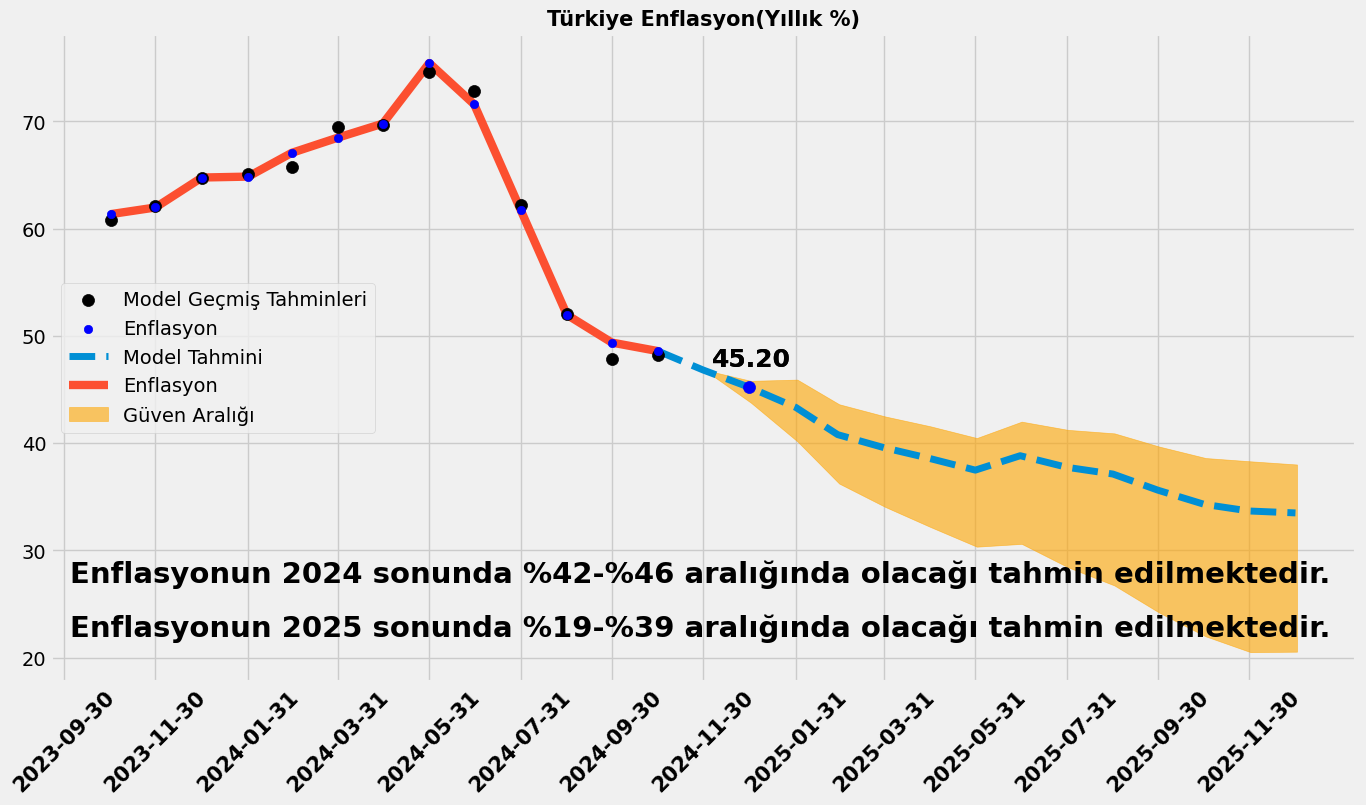 Türkiye Enflasyon(Yıllık %)
70
60
50
40
30
20
Model Geçmiş Tahminleri
Enflasyon
Model Tahmini
Enflasyon
Güven Aralığı
45.20
Enflasyonun 2024 sonunda %42-%46 aralığında olacağı tahmin edilmektedir.
Enflasyonun 2025 sonunda %19-%39 aralığında olacağı tahmin edilmektedir.
2023-09-30
2023-11-30
2024-01-31
2024-03-31
2024-05-31
2024-07-31
2024-09-30
2024-11-30
2025-01-31
2025-03-31
2025-05-31
2025-07-31
2025-09-30
2025-11-30